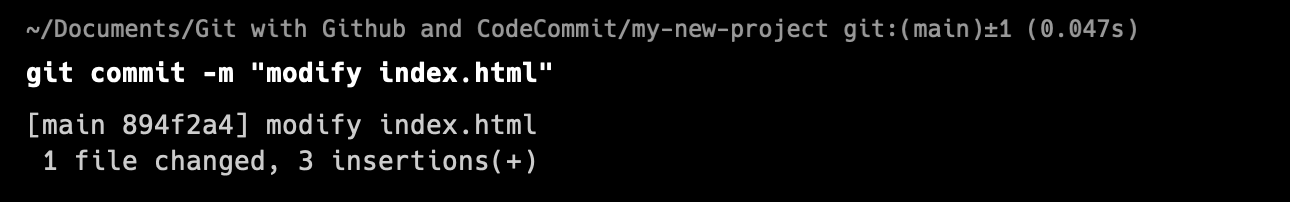 ~/Documents/Git with Github and CodeCommit/my-new-project git:(main)±1 (0.047s)
git commit -m "modify index.html"
[main 894f2a4] modify index.html
 1 file changed, 3 insertions(+)